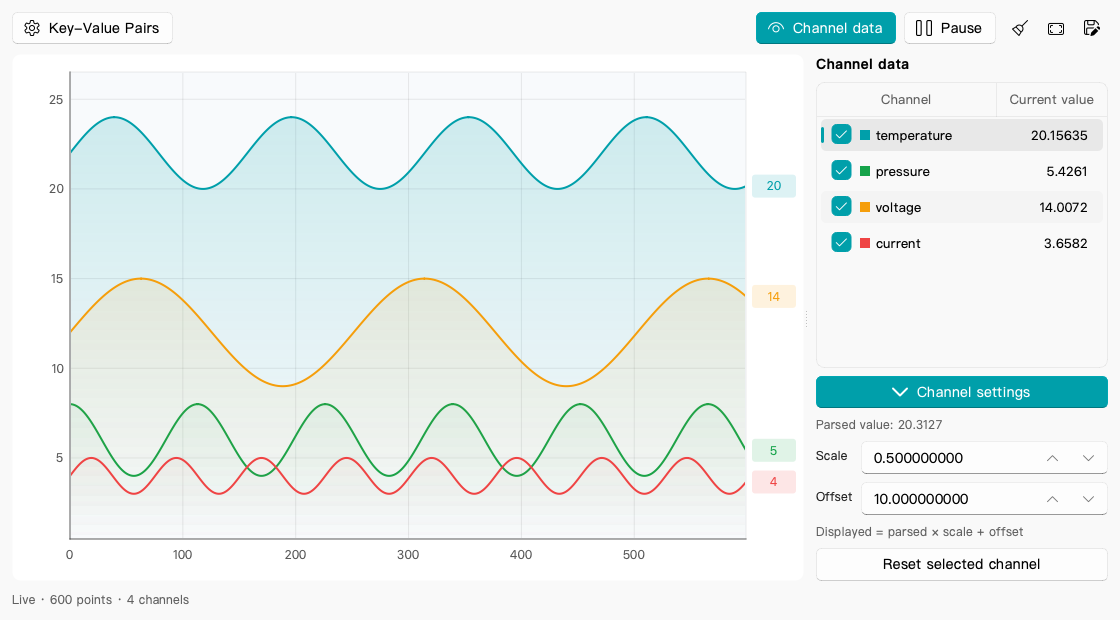 Key-Value Pairs
Channel data
Pause
Channel data
Channel
Current value
temperature
20.15635
pressure
5.4261
voltage
14.0072
current
3.6582
25
20
15
10
5
0
100
200
300
400
500
20
14
5
4
Channel settings
Parsed value: 20.3127
Scale
0.500000000
Offset
10.000000000
Displayed = parsed × scale + offset
Reset selected channel
Live · 600 points · 4 channels